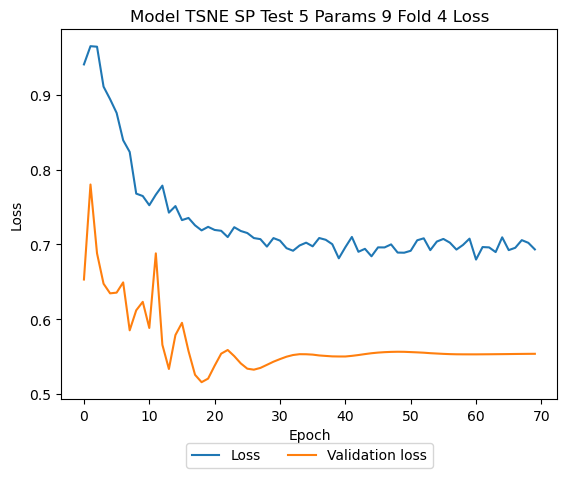 Model TSNE SP Test 5 Params 9 Fold 4 Loss
0.9
0.8
0.7
0.6
0.5
Loss
0 10 20 30 40 50 60 70
Epoch
Loss Validation loss